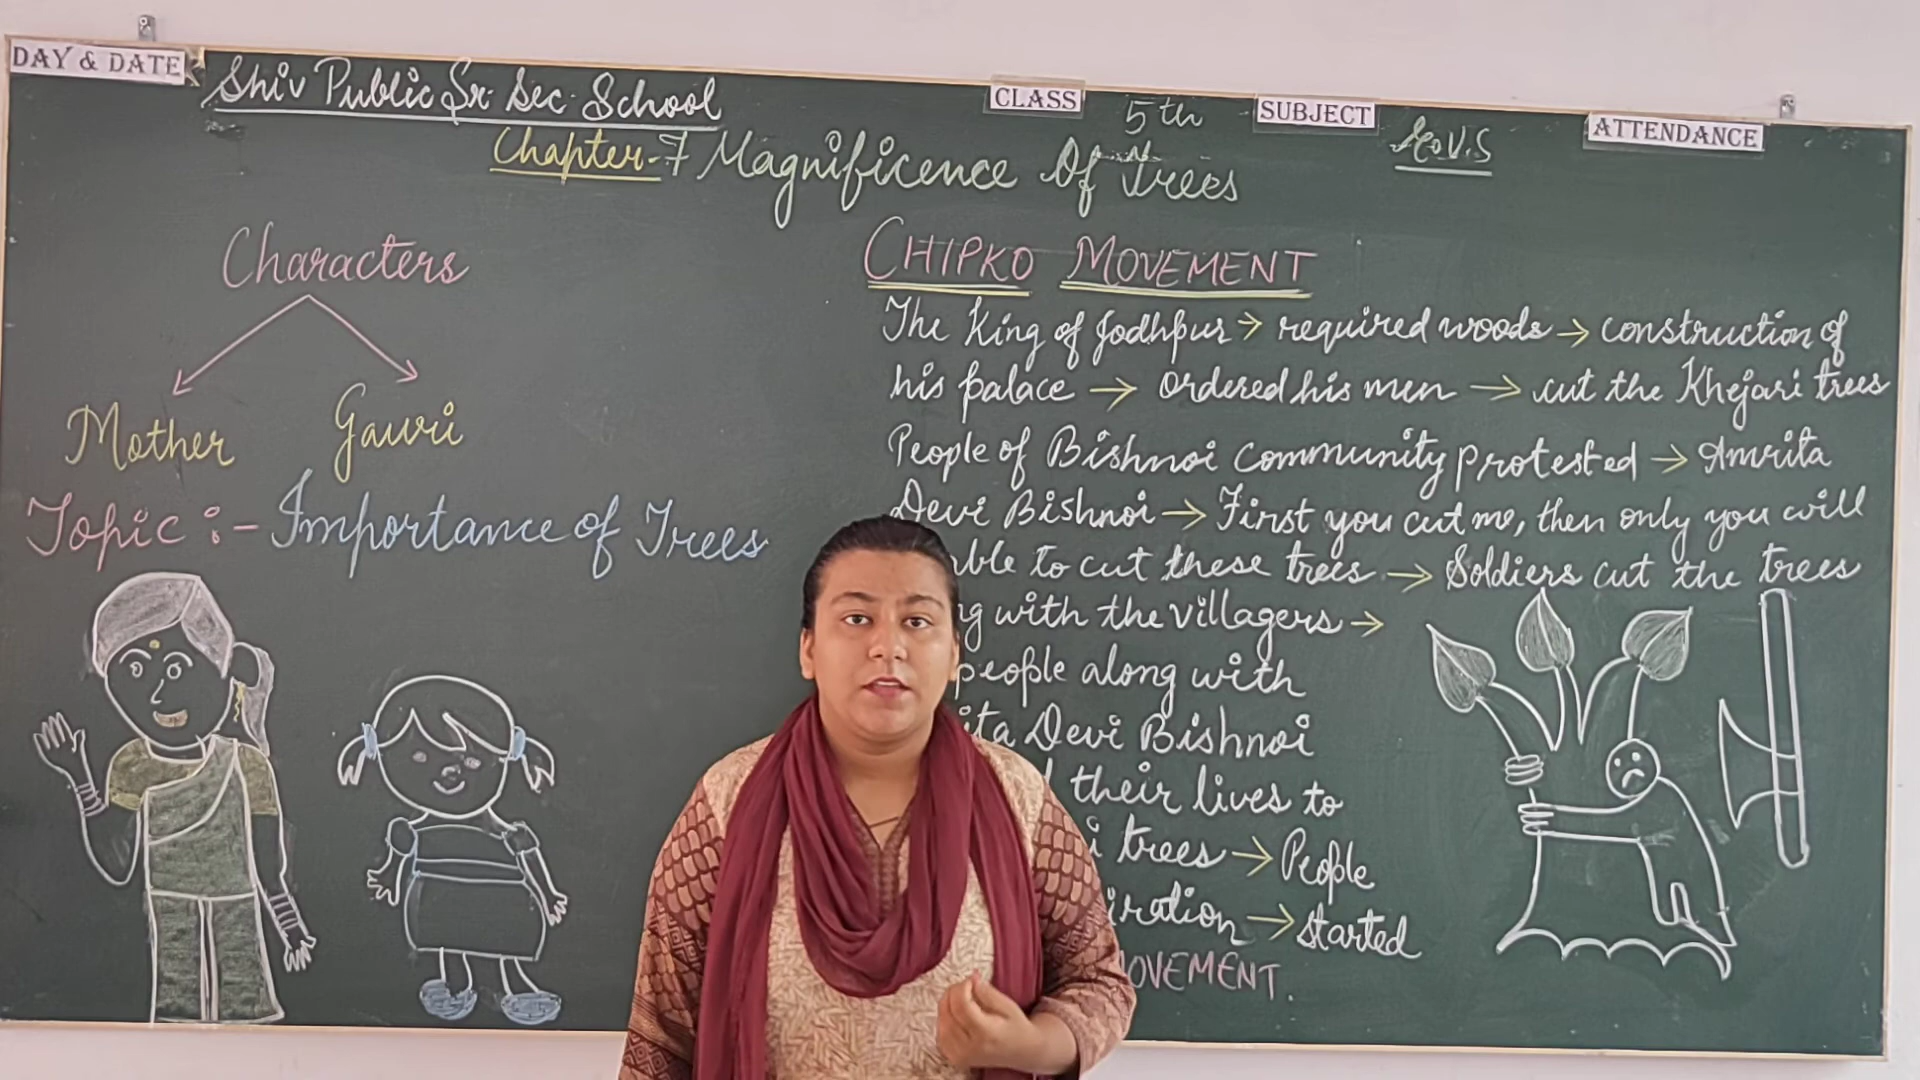 DAY & DATE
Shiv Public Sr. Sec. School
CLASS
5th
SUBJECT
E.V.S
ATTENDANCE
Chapter-7 Magnificence Of Trees
Characters
Mother
Gauri
Topic :- Importance of Trees
CHIPKO MOVEMENT
The King of Jodhpur → required woods → construction of
his palace → ordered his men → cut the Khejari trees
People of Bishnoi community protested → Amrita
Devi Bishnoi → First you cut me, then only you will
to cut these trees → Soldiers cut the trees
with the villagers →
people along with
Devi Bishnoi
their lives to
trees → People
→ started
MOVEMENT.